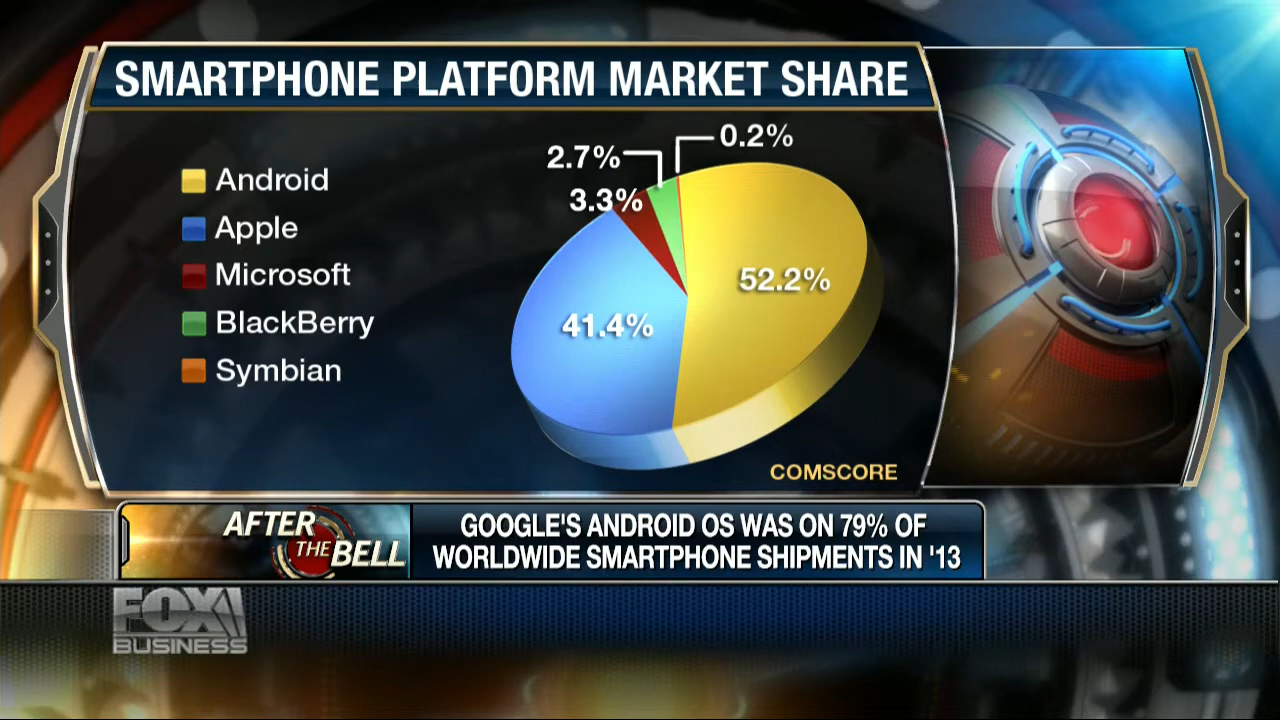 SMARTPHONE PLATFORM MARKET SHARE
0.2%
2.7%
3.3%
Android
Apple
Microsoft
BlackBerry
Symbian
52.2%
41.4%
COMSCORE
AFTER
THE BELL
GOOGLE'S ANDROID OS WAS ON 79% OF
WORLDWIDE SMARTPHONE SHIPMENTS IN '13
FOX
BUSINESS